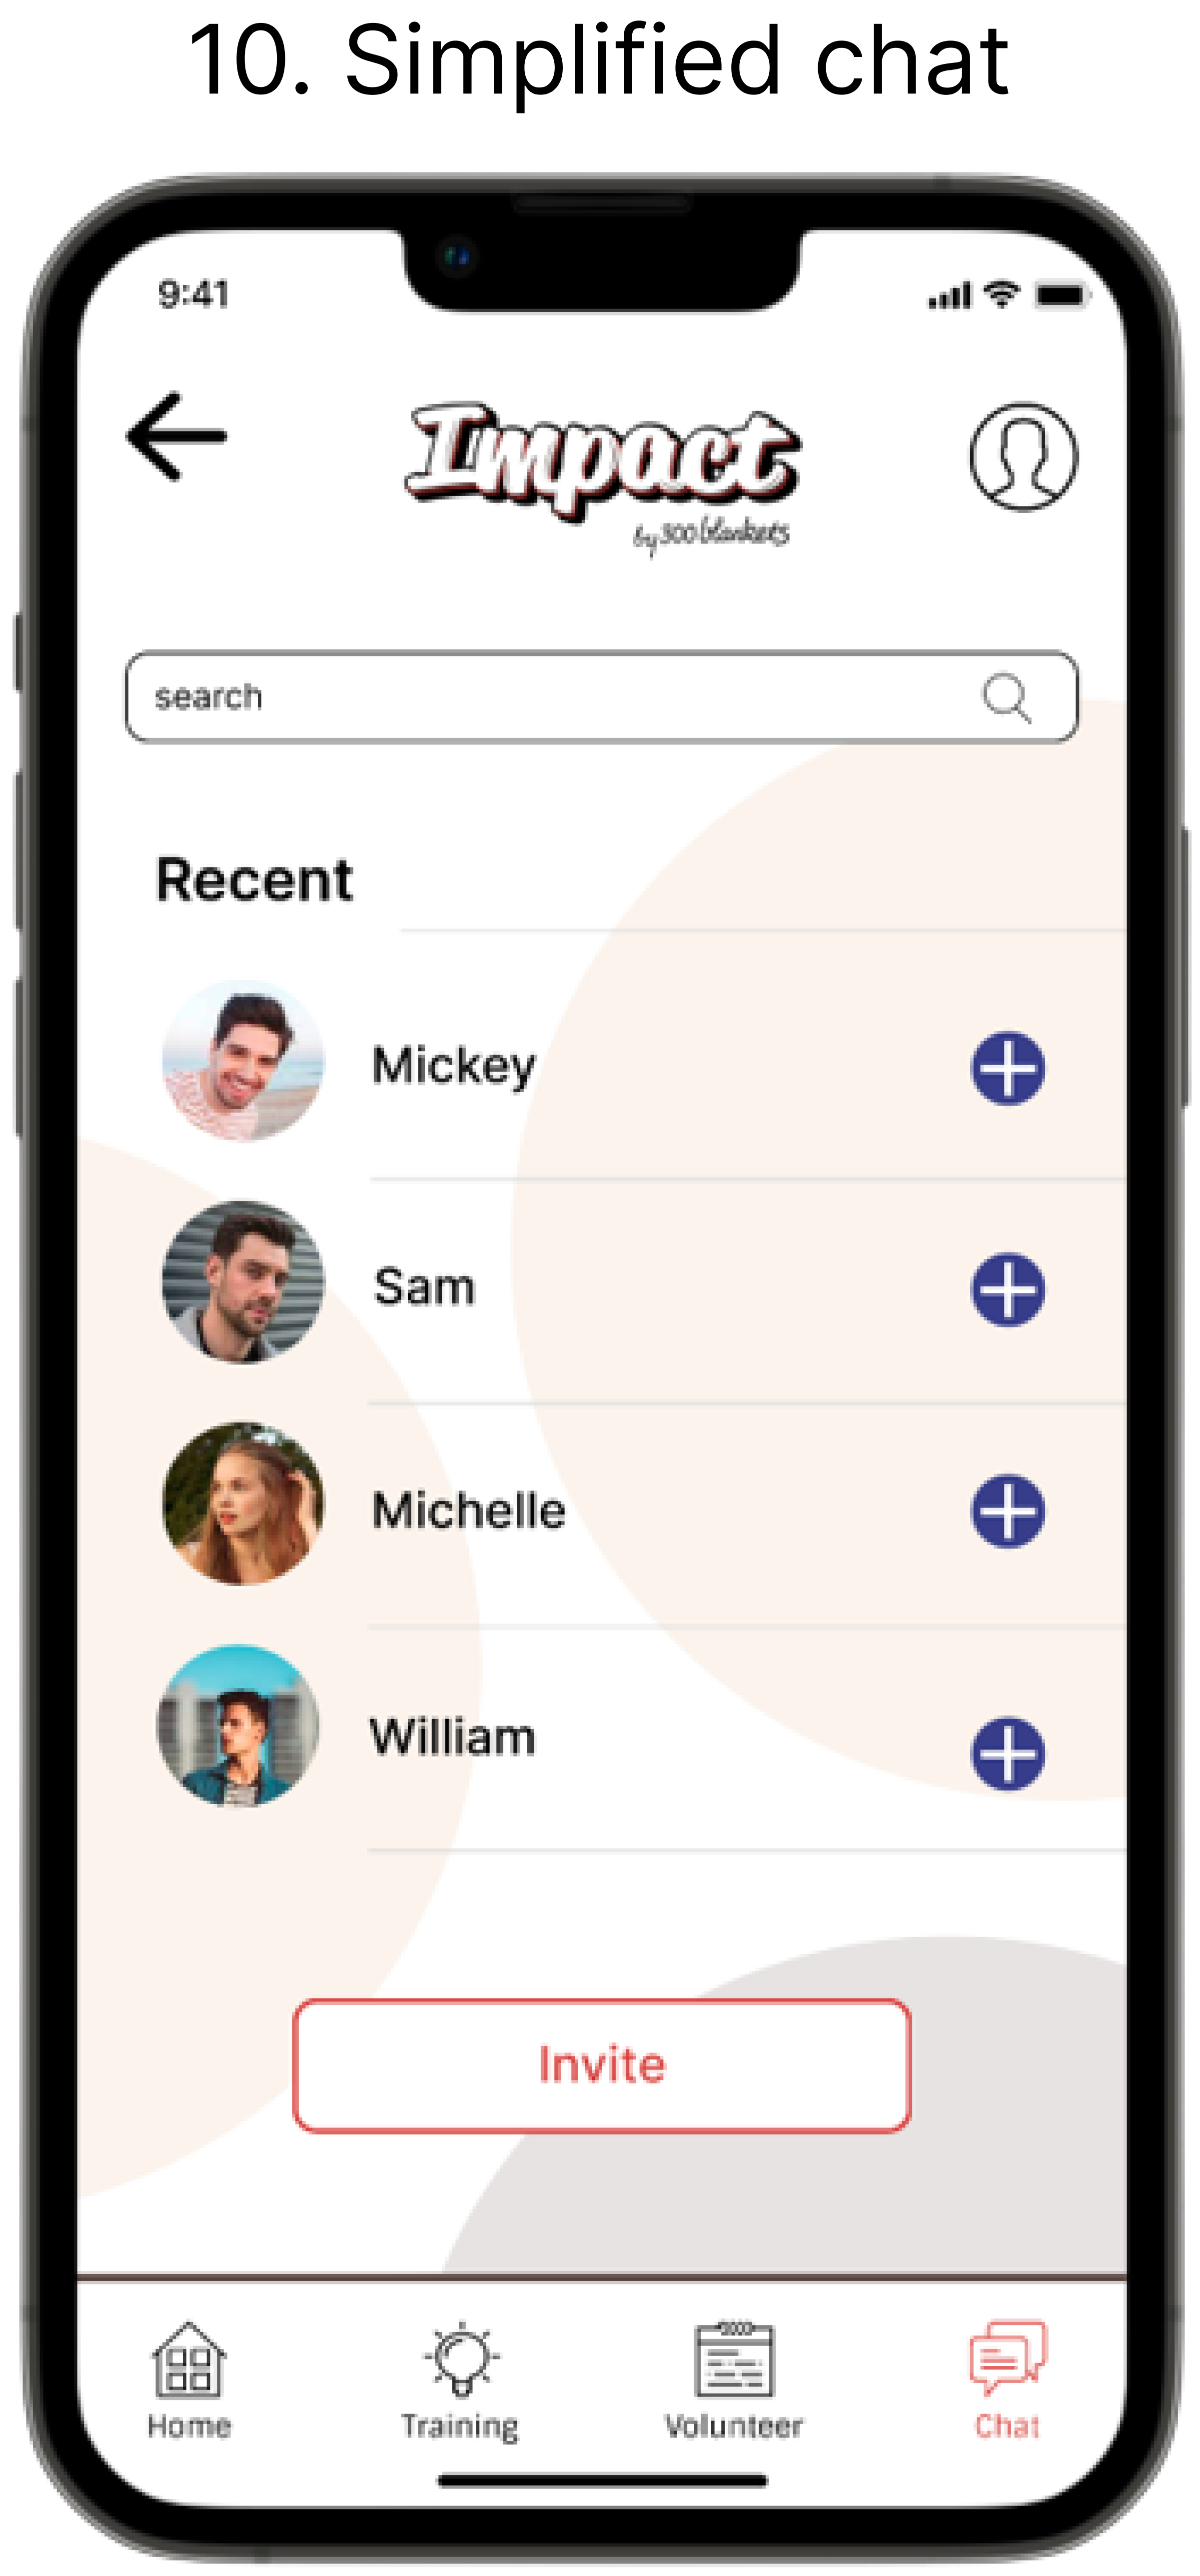 10. Simplified chat
9:41
Impact
by 300 blankets
search
Recent
Mickey
Sam
Michelle
William
Invite
Home Training Volunteer Chat